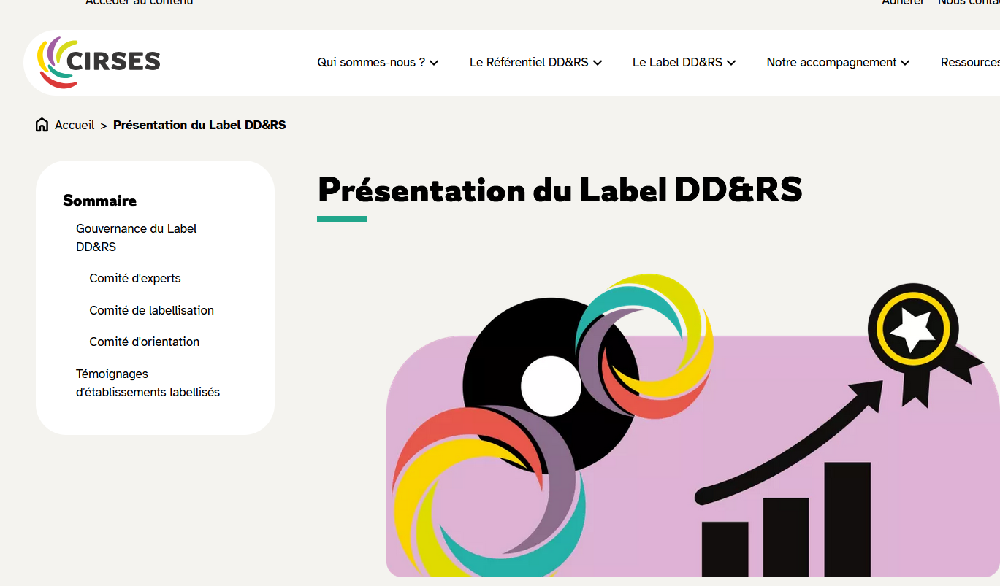 Accéder au contenu
Adhérer Nous
CIRSES
Qui sommes-nous ? Le Référentiel DD&RS Le Label DD&RS Notre accompagnement Ressources
Accueil > Présentation du Label DD&RS
Sommaire
Gouvernance du Label
DD&RS
Comité d'experts
Comité de labellisation
Comité d'orientation
Témoignages
d'établissements labellisés
Présentation du Label DD&RS